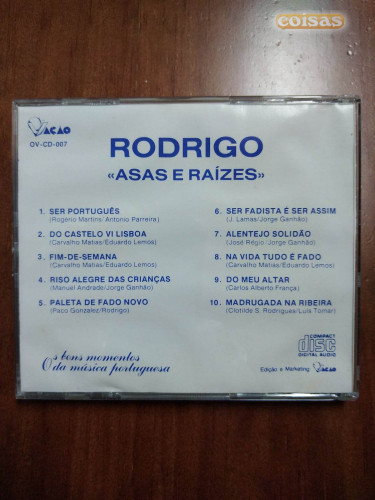 coisas
OVAÇÃO
OV-CD-007
RODRIGO
«ASAS E RAÍZES»
1. SER PORTUGUÊS
(Rogério Martins/António Parreira)
2. DO CASTELO VI LISBOA
(Carvalho Matias/Eduardo Lemos)
3. FIM-DE-SEMANA
(Carvalho Matias/Eduardo Lemos)
4. RISO ALEGRE DAS CRIANÇAS
(Manuel Andrade/Jorge Ganhão)
5. PALETA DE FADO NOVO
(Paco Gonzalez/Rodrigo)
6. SER FADISTA É SER ASSIM
(J. Lamas/Jorge Ganhão)
7. ALENTEJO SOLIDÃO
(José Régio/Jorge Ganhão)
8. NA VIDA TUDO É FADO
(Carvalho Matias/Eduardo Lemos)
9. DO MEU ALTAR
(Carlos Alberto França)
10. MADRUGADA NA RIBEIRA
(Clotilde S. Rodrigues/Luis Tomar)
Os bons momentos
da música portuguesa
COMPACT
disc
DIGITAL AUDIO
Edição e Marketing OVAÇÃO